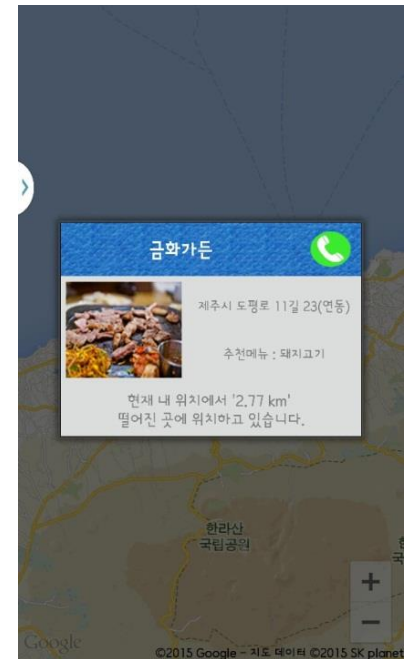 금화가든
제주시 도평로 11길 23(연동)
추천메뉴 : 돼지고기
현재 내 위치에서 '2.77 km'
떨어진 곳에 위치하고 있습니다.
한라산
국립공원
국
+
−
Google
©2015 Google - 지도 데이터 ©2015 SK planet